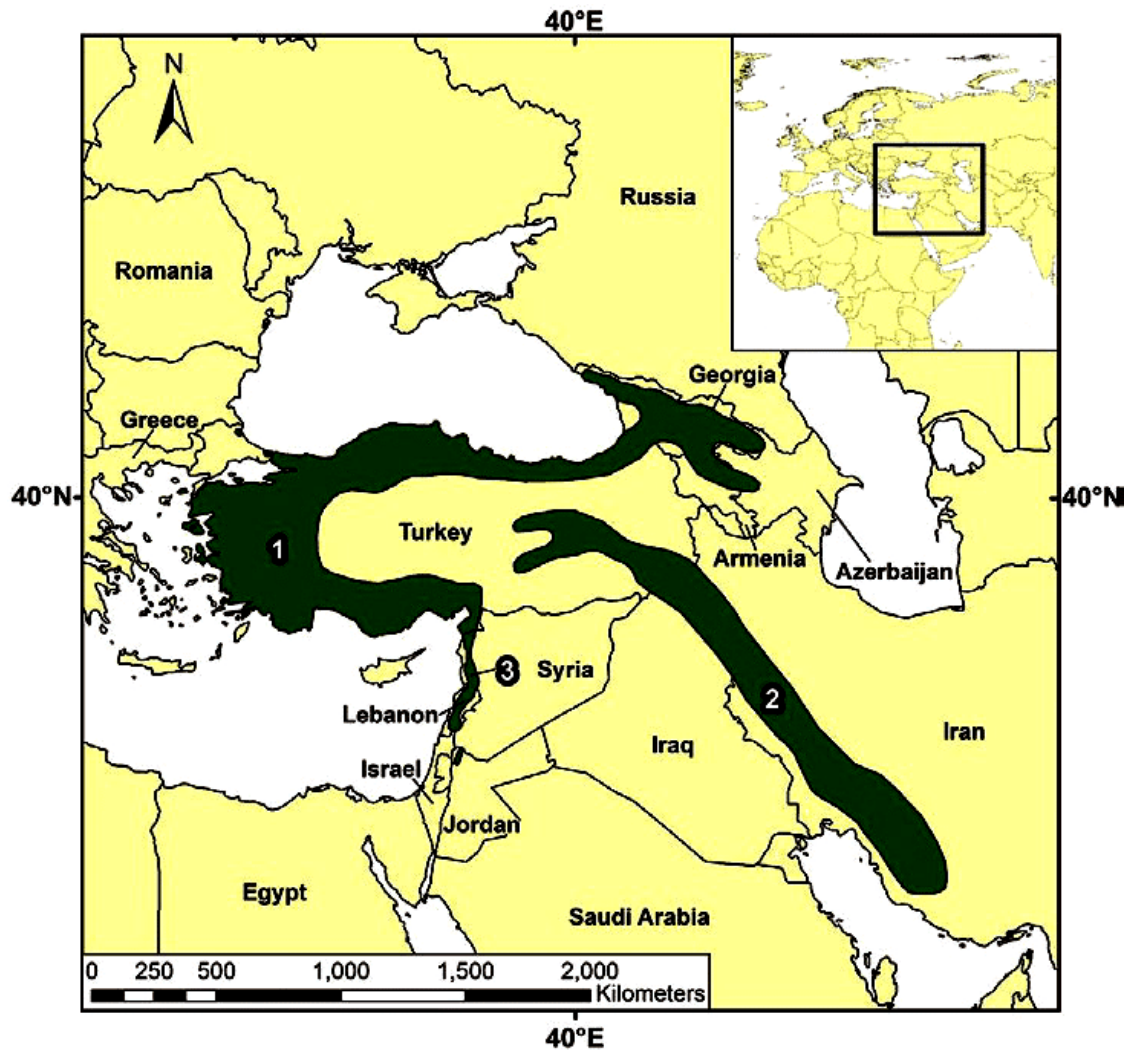 40°E
N
Russia
Romania
Georgia
Greece
40°N
40°N
Turkey
1
Armenia
Azerbaijan
3
Syria
2
Lebanon
Iraq
Iran
Israel
Jordan
Egypt
Saudi Arabia
0 250 500 1,000 1,500 2,000
Kilometers
40°E